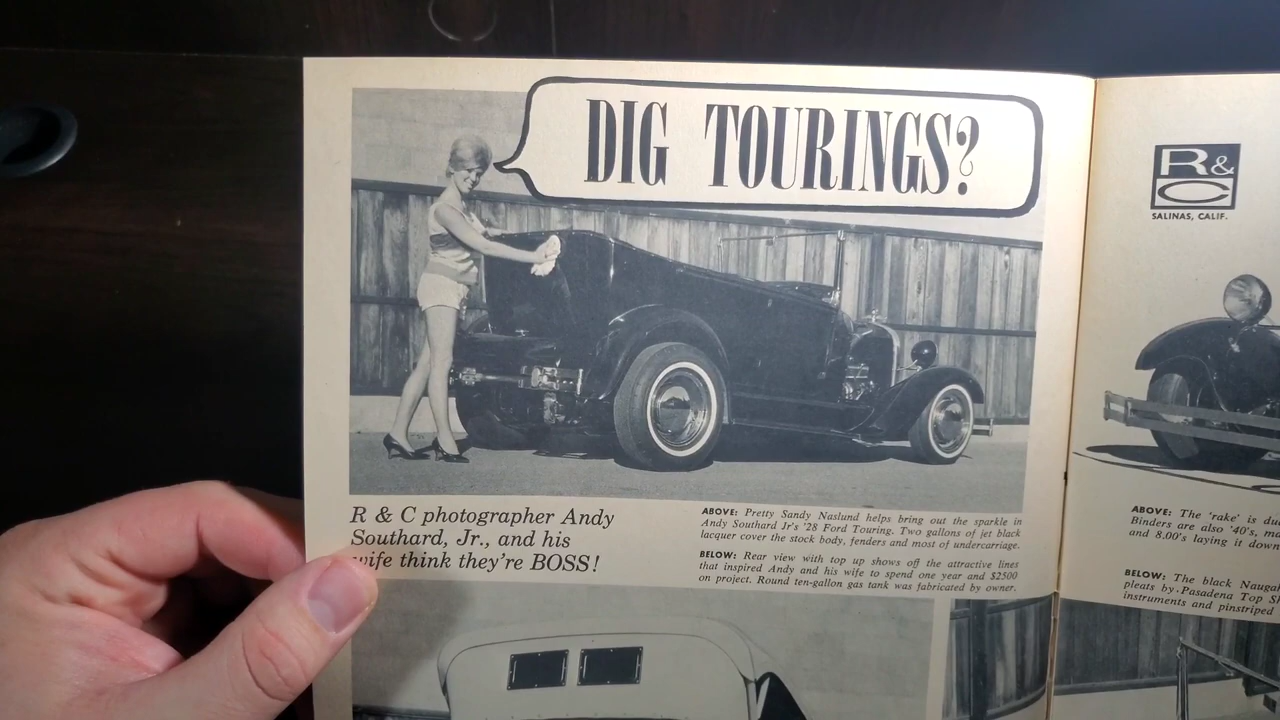 DIG TOURINGS?
R & C photographer Andy
Southard, Jr., and his
wife think they're BOSS!
ABOVE: Pretty Sandy Naslund helps bring out the sparkle in
Andy Southard Jr's '28 Ford Touring. Two gallons of jet black
lacquer cover the stock body, fenders and most of undercarriage.
BELOW: Rear view with top up shows off the attractive lines
that inspired Andy and his wife to spend one year and $2500
on project. Round ten-gallon gas tank was fabricated by owner.
R &
C
SALINAS, CALIF.
ABOVE: The 'rake' is
Binders are also '40's,
and 8.00's laying it down
BELOW: The black
pleats by Pasadena Top
instruments and pinstriped